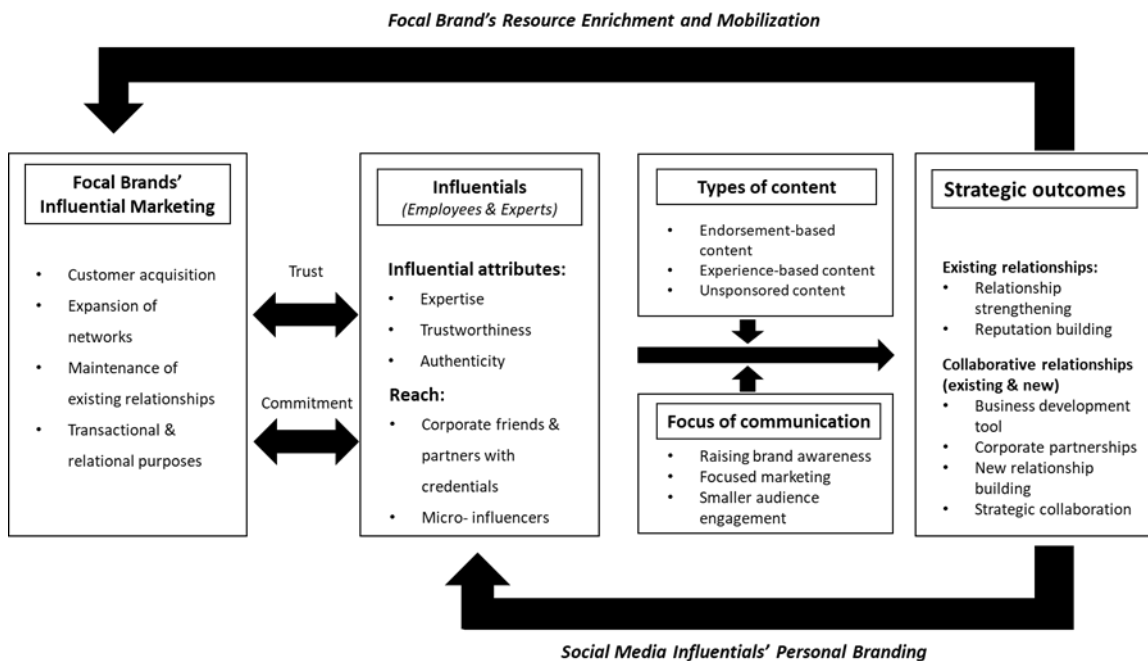 Focal Brand's Resource Enrichment and Mobilization
Focal Brands'
Influential Marketing
• Customer acquisition
• Expansion of
networks
• Maintenance of
existing relationships
• Transactional &
relational purposes
Trust
Commitment
Influentials
(Employees & Experts)
Influential attributes:
• Expertise
• Trustworthiness
• Authenticity
Reach:
• Corporate friends &
partners with
credentials
• Micro- influencers
Types of content
• Endorsement-based
content
• Experience-based content
• Unsponsored content
Focus of communication
• Raising brand awareness
• Focused marketing
• Smaller audience
engagement
Strategic outcomes
Existing relationships:
• Relationship
strengthening
• Reputation building
Collaborative relationships
(existing & new)
• Business development
tool
• Corporate partnerships
• New relationship
building
• Strategic collaboration
Social Media Influentials' Personal Branding